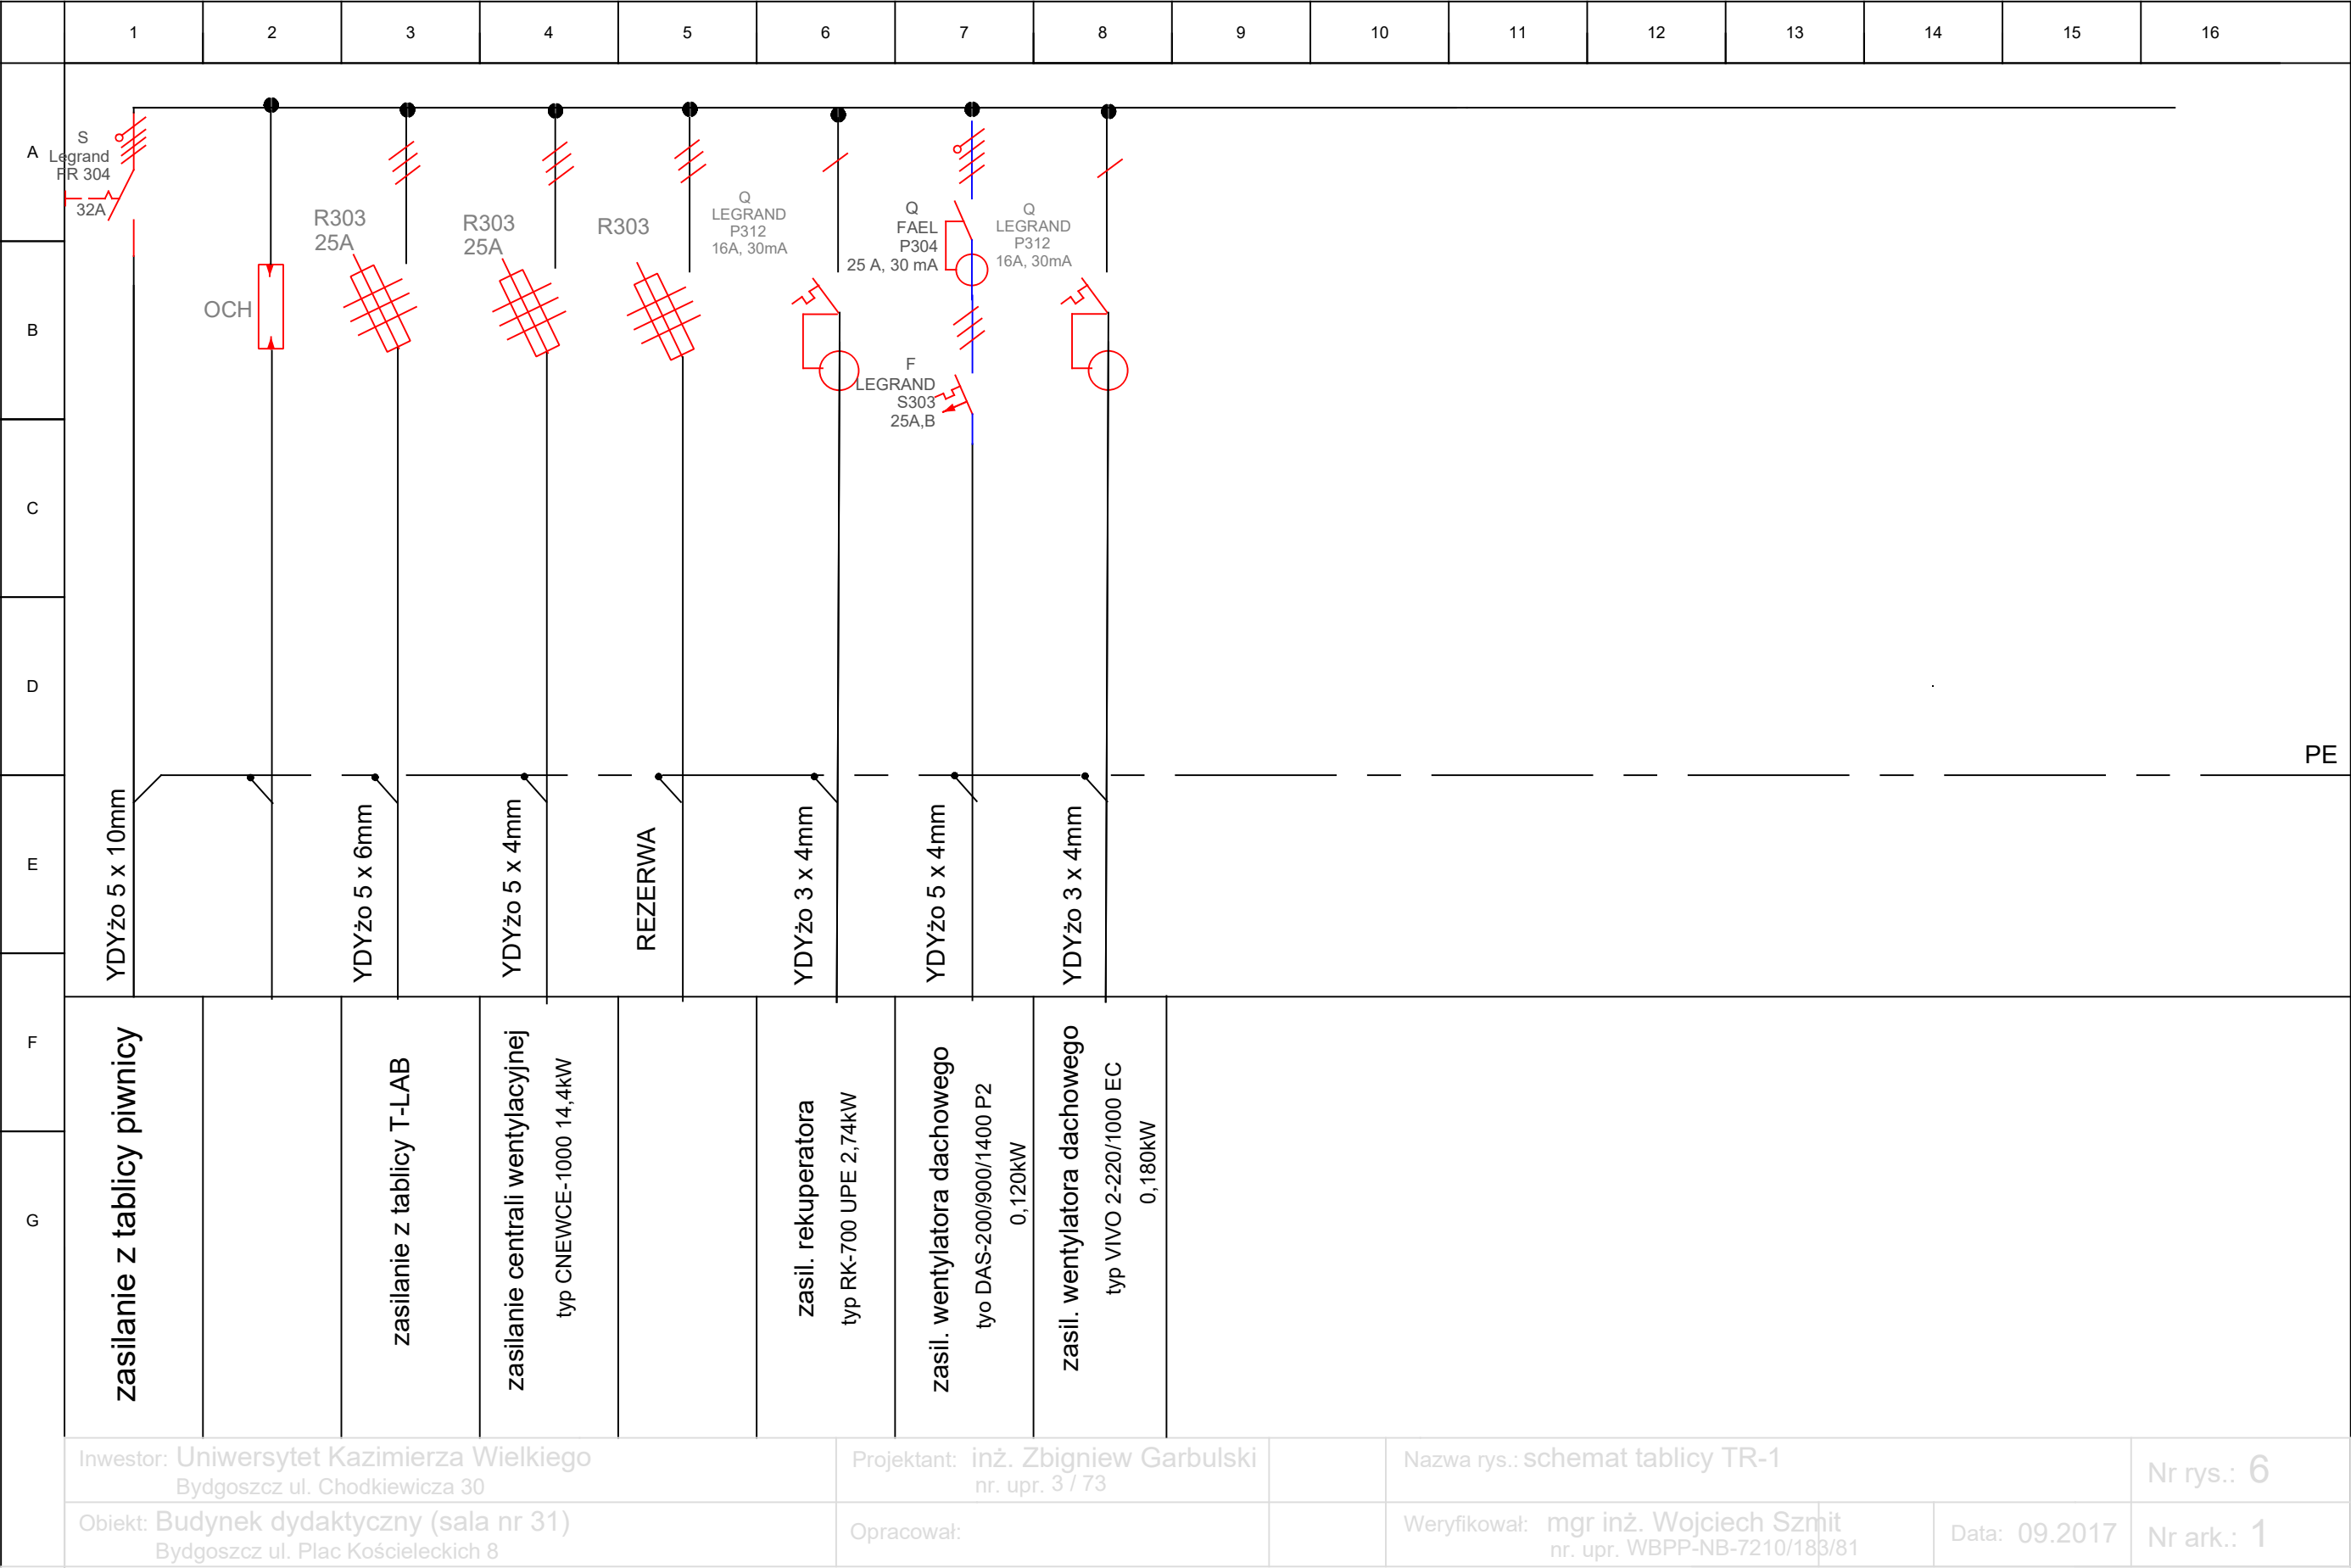 1 2 3 4 5 6 7 8 9 10 11 12 13 14 15 16
A
B
C
D
E
F
G
S
Legrand
FR 304
32A
OCH
R303
25A
R303
25A
R303
Q
LEGRAND
P312
16A, 30mA
Q
FAEL
P304
25 A, 30 mA
F
LEGRAND
S303
25A,B
Q
LEGRAND
P312
16A, 30mA
PE
YDYżo 5 x 10mm
YDYżo 5 x 6mm
YDYżo 5 x 4mm
REZERWA
YDYżo 3 x 4mm
YDYżo 5 x 4mm
YDYżo 3 x 4mm
zasilanie z tablicy piwnicy
zasilanie z tablicy T-LAB
zasilanie centrali wentylacyjnej
typ CNEWCE-1000 14,4kW
zasil. rekuperatora
typ RK-700 UPE 2,74kW
zasil. wentylatora dachowego
tyo DAS-200/900/1400 P2
0,120kW
zasil. wentylatora dachowego
typ VIVO 2-220/1000 EC
0,180kW
Inwestor: Uniwersytet Kazimierza Wielkiego
Bydgoszcz ul. Chodkiewicza 30
Obiekt: Budynek dydaktyczny (sala nr 31)
Bydgoszcz ul. Plac Kościeleckich 8
Projektant: inż. Zbigniew Garbulski
nr. upr. 3 / 73
Opracował:
Nazwa rys.: schemat tablicy TR-1
Weryfikował: mgr inż. Wojciech Szmit
nr. upr. WBPP-NB-7210/183/81
Data: 09.2017
Nr rys.: 6
Nr ark.: 1